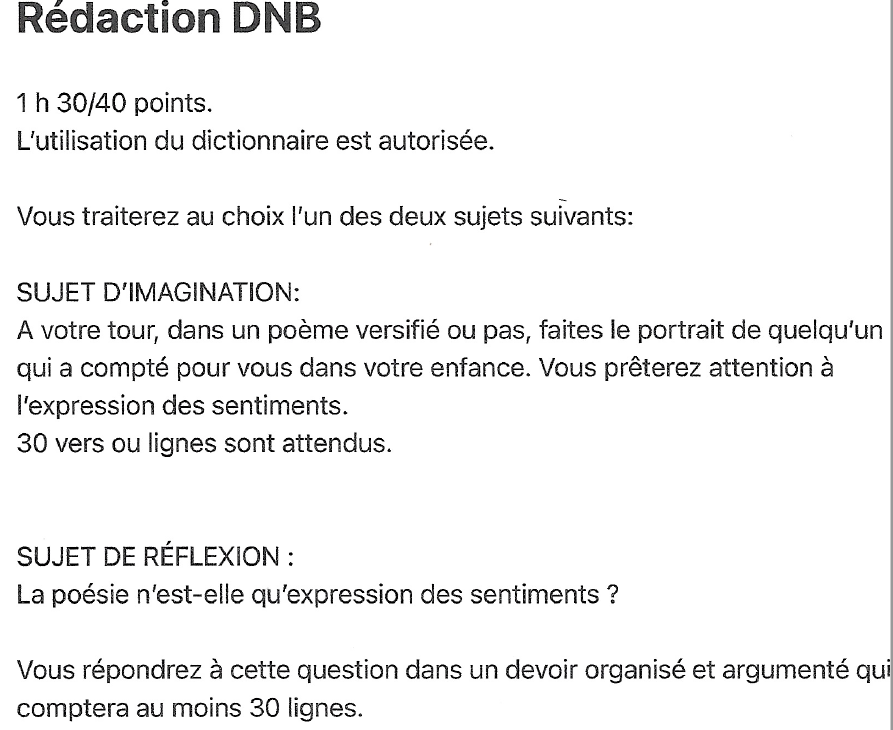 Rédaction DNB
1 h 30/40 points.
L'utilisation du dictionnaire est autorisée.
Vous traiterez au choix l'un des deux sujets suivants:
SUJET D'IMAGINATION:
A votre tour, dans un poème versifié ou pas, faites le portrait de quelqu'un
qui a compté pour vous dans votre enfance. Vous prêterez attention à
l'expression des sentiments.
30 vers ou lignes sont attendus.
SUJET DE RÉFLEXION :
La poésie n'est-elle qu'expression des sentiments ?
Vous répondrez à cette question dans un devoir organisé et argumenté qui
comptera au moins 30 lignes.